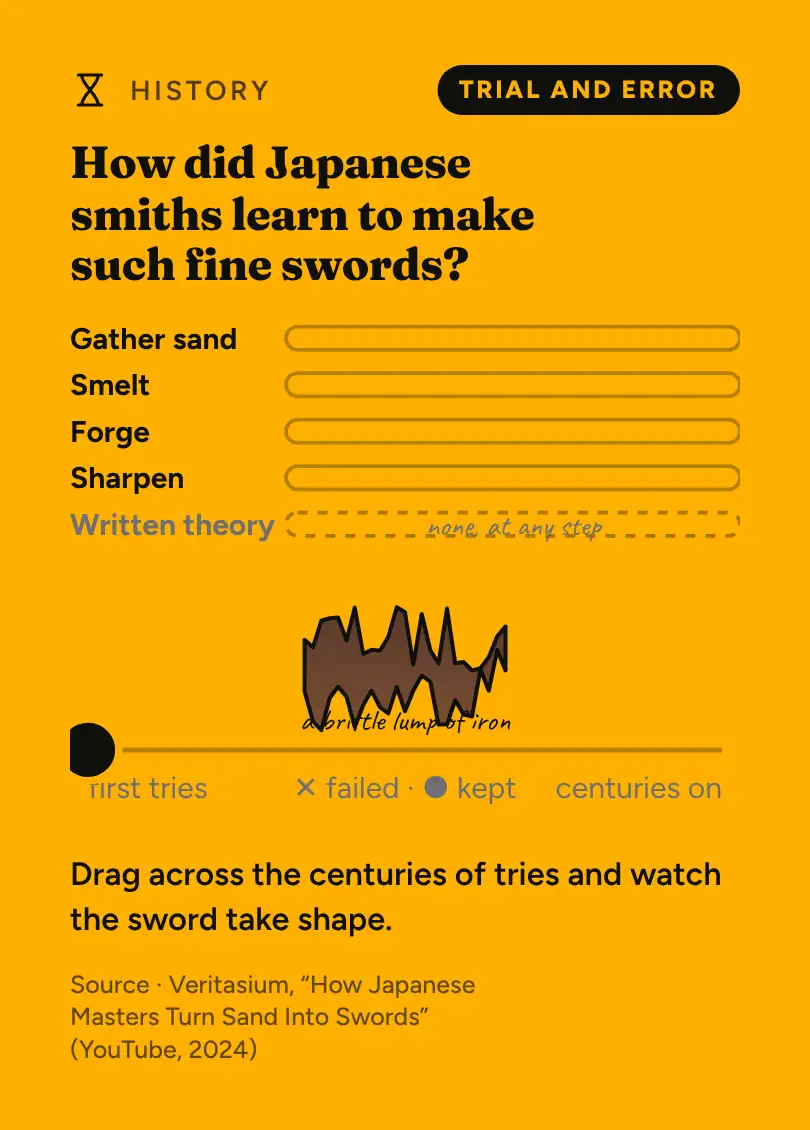 HISTORY
TRIAL AND ERROR
How did Japanese
smiths learn to make
such fine swords?
Gather sand
Smelt
Forge
Sharpen
Written theory
none, at any step
a brittle lump of iron
first tries
✕ failed · ● kept
centuries on
Drag across the centuries of tries and watch
the sword take shape.
Source · Veritasium, “How Japanese
Masters Turn Sand Into Swords”
(YouTube, 2024)